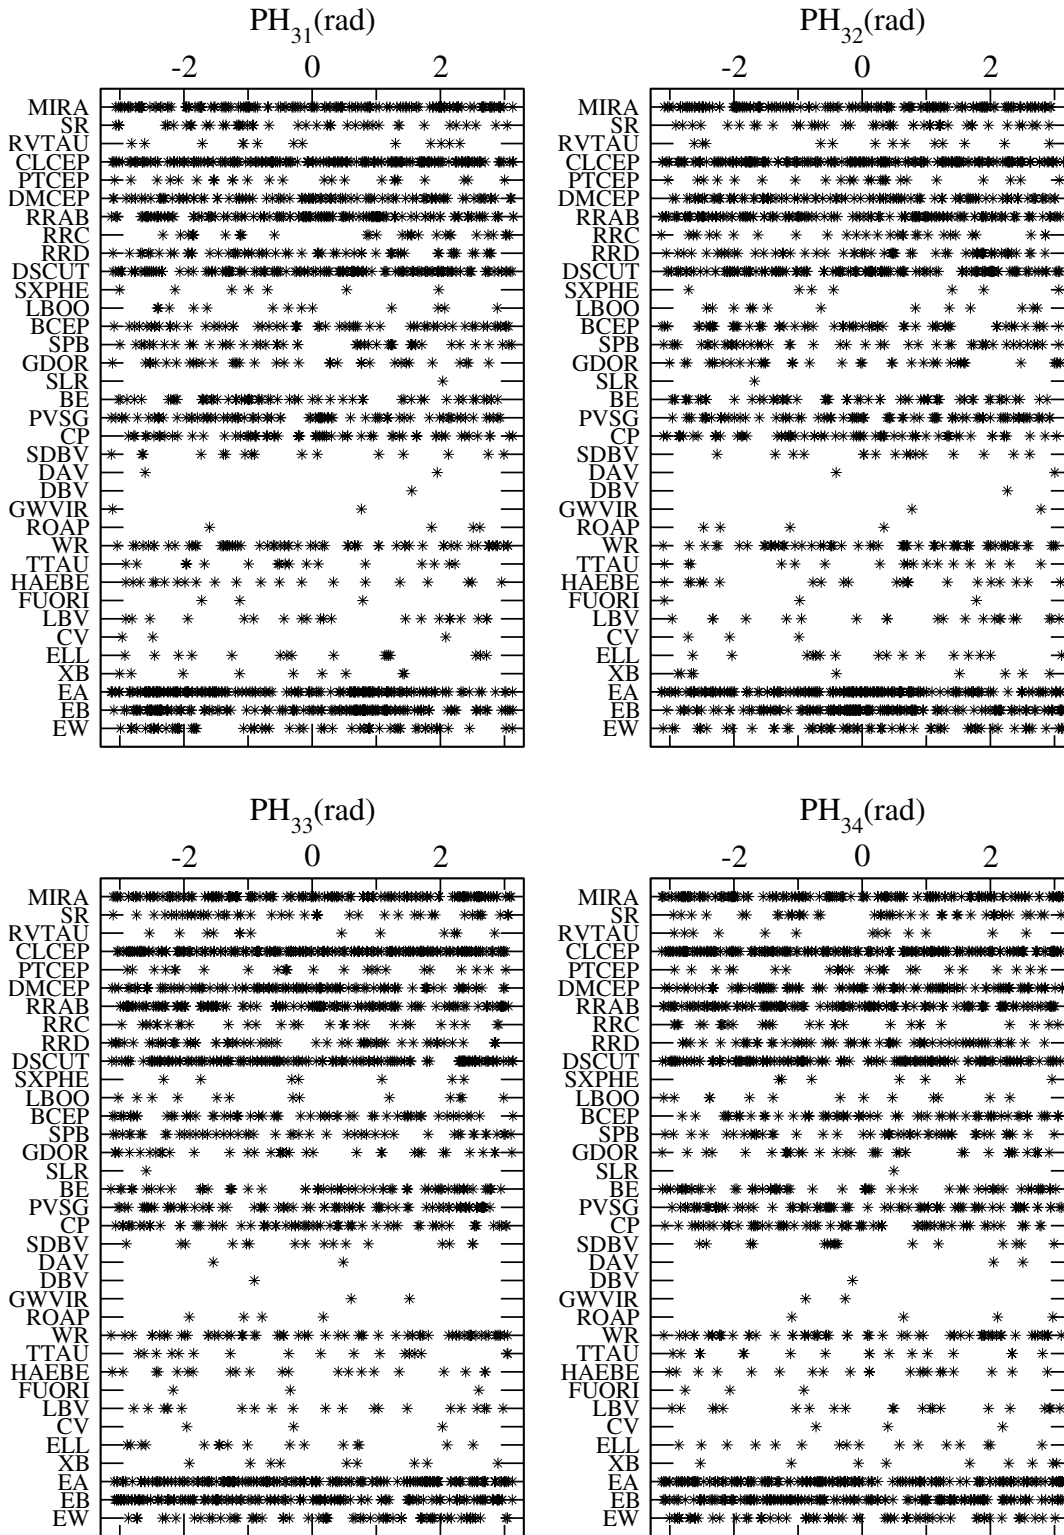 PH31(rad) PH32(rad)
-2 0 2 -2 0 2
MIRA MIRA
SR SR
RVTAU RVTAU
CLCEP CLCEP
PTCEP PTCEP
DMCEP DMCEP
RRAB RRAB
RRC RRC
RRD RRD
DSCUT DSCUT
SXPHE SXPHE
LBOO LBOO
BCEP BCEP
SPB SPB
GDOR GDOR
SLR SLR
BE BE
PVSG PVSG
CP CP
SDBV SDBV
DAV DAV
DBV DBV
GWVIR GWVIR
ROAP ROAP
WR WR
TTAU TTAU
HAEBE HAEBE
FUORI FUORI
LBV LBV
CV CV
ELL ELL
XB XB
EA EA
EB EB
EW EW
PH33(rad) PH34(rad)
-2 0 2 -2 0 2
MIRA MIRA
SR SR
RVTAU RVTAU
CLCEP CLCEP
PTCEP PTCEP
DMCEP DMCEP
RRAB RRAB
RRC RRC
RRD RRD
DSCUT DSCUT
SXPHE SXPHE
LBOO LBOO
BCEP BCEP
SPB SPB
GDOR GDOR
SLR SLR
BE BE
PVSG PVSG
CP CP
SDBV SDBV
DAV DAV
DBV DBV
GWVIR GWVIR
ROAP ROAP
WR WR
TTAU TTAU
HAEBE HAEBE
FUORI FUORI
LBV LBV
CV CV
ELL ELL
XB XB
EA EA
EB EB
EW EW